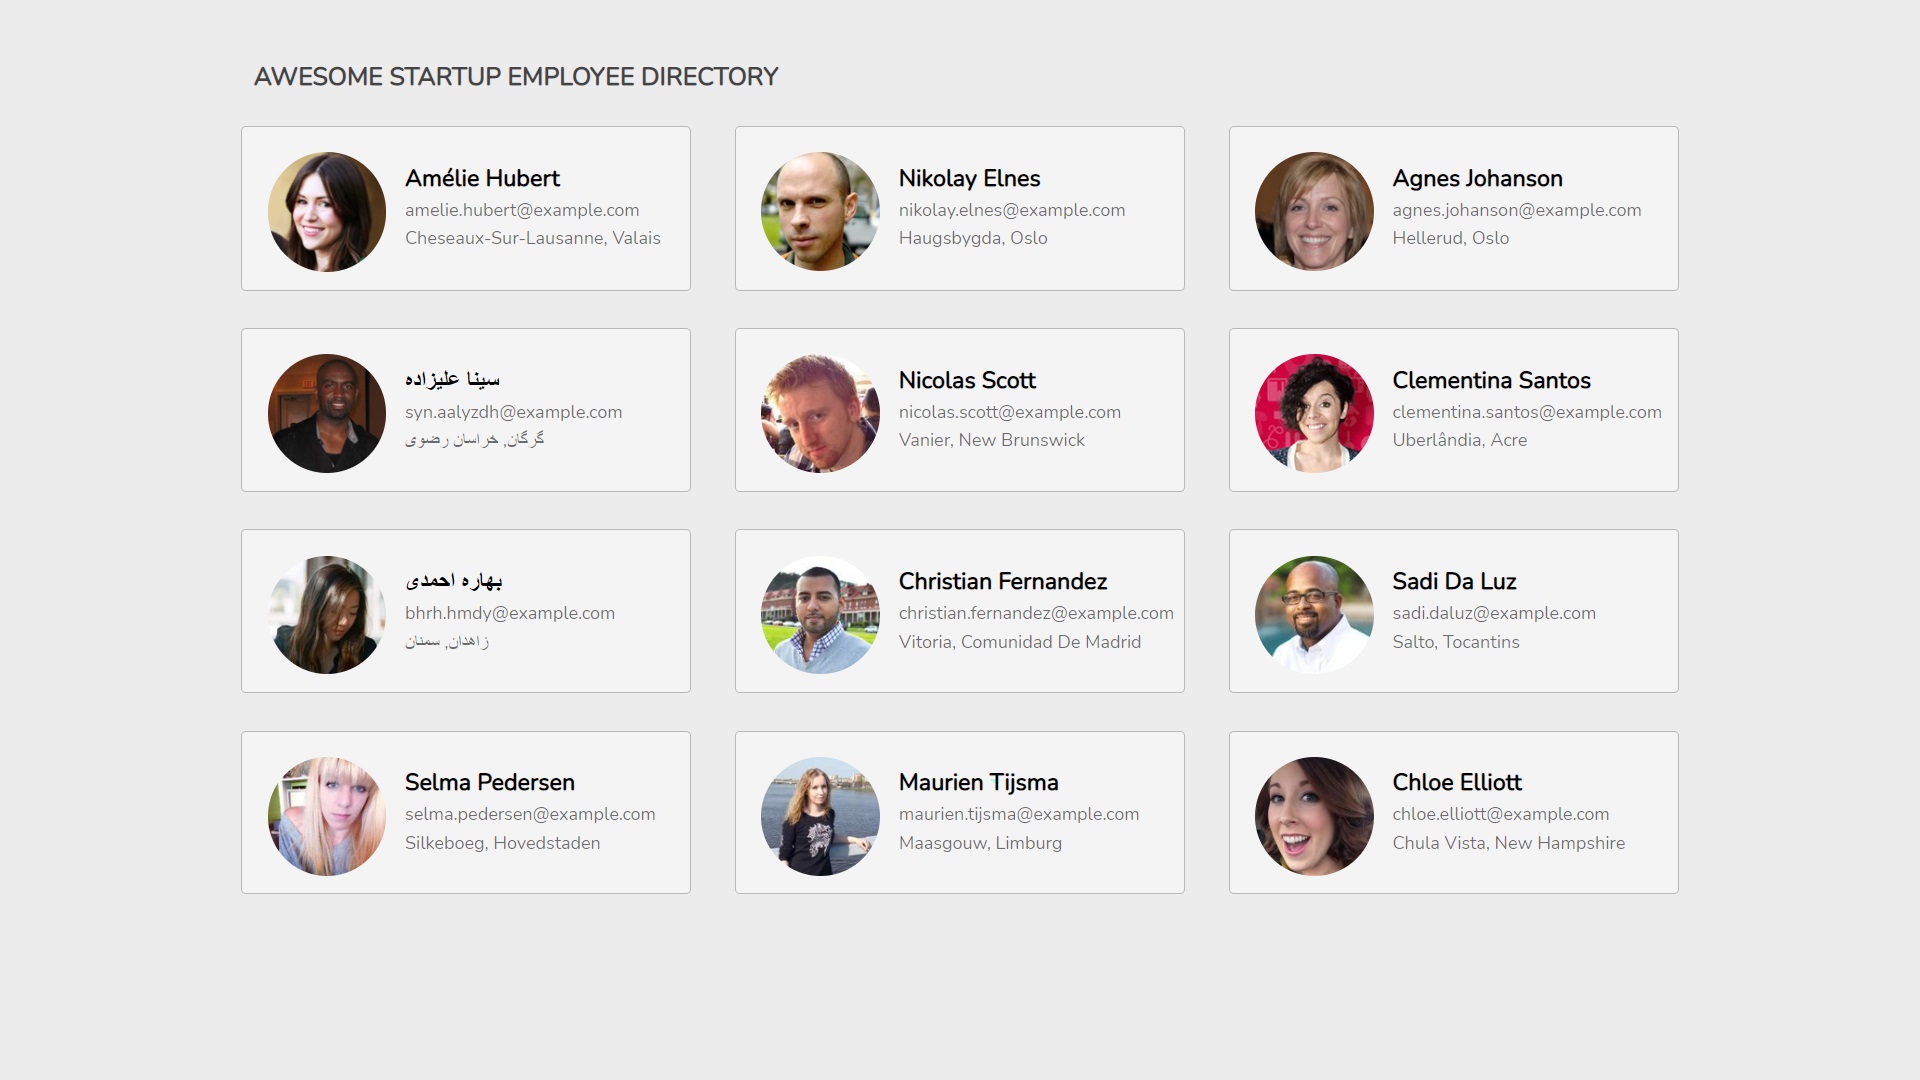 AWESOME STARTUP EMPLOYEE DIRECTORY
Amélie Hubert
amelie.hubert@example.com
Cheseaux-Sur-Lausanne, Valais
Nikolay Elnes
nikolay.elnes@example.com
Haugsbygda, Oslo
Agnes Johanson
agnes.johanson@example.com
Hellerud, Oslo
سینا علیزاده
syn.aalyzdh@example.com
گرگان, خراسان رضوی
Nicolas Scott
nicolas.scott@example.com
Vanier, New Brunswick
Clementina Santos
clementina.santos@example.com
Uberlândia, Acre
بهاره احمدی
bhrh.hmdy@example.com
زاهدان, سمنان
Christian Fernandez
christian.fernandez@example.com
Vitoria, Comunidad De Madrid
Sadi Da Luz
sadi.daluz@example.com
Salto, Tocantins
Selma Pedersen
selma.pedersen@example.com
Silkeboeg, Hovedstaden
Maurien Tijsma
maurien.tijsma@example.com
Maasgouw, Limburg
Chloe Elliott
chloe.elliott@example.com
Chula Vista, New Hampshire